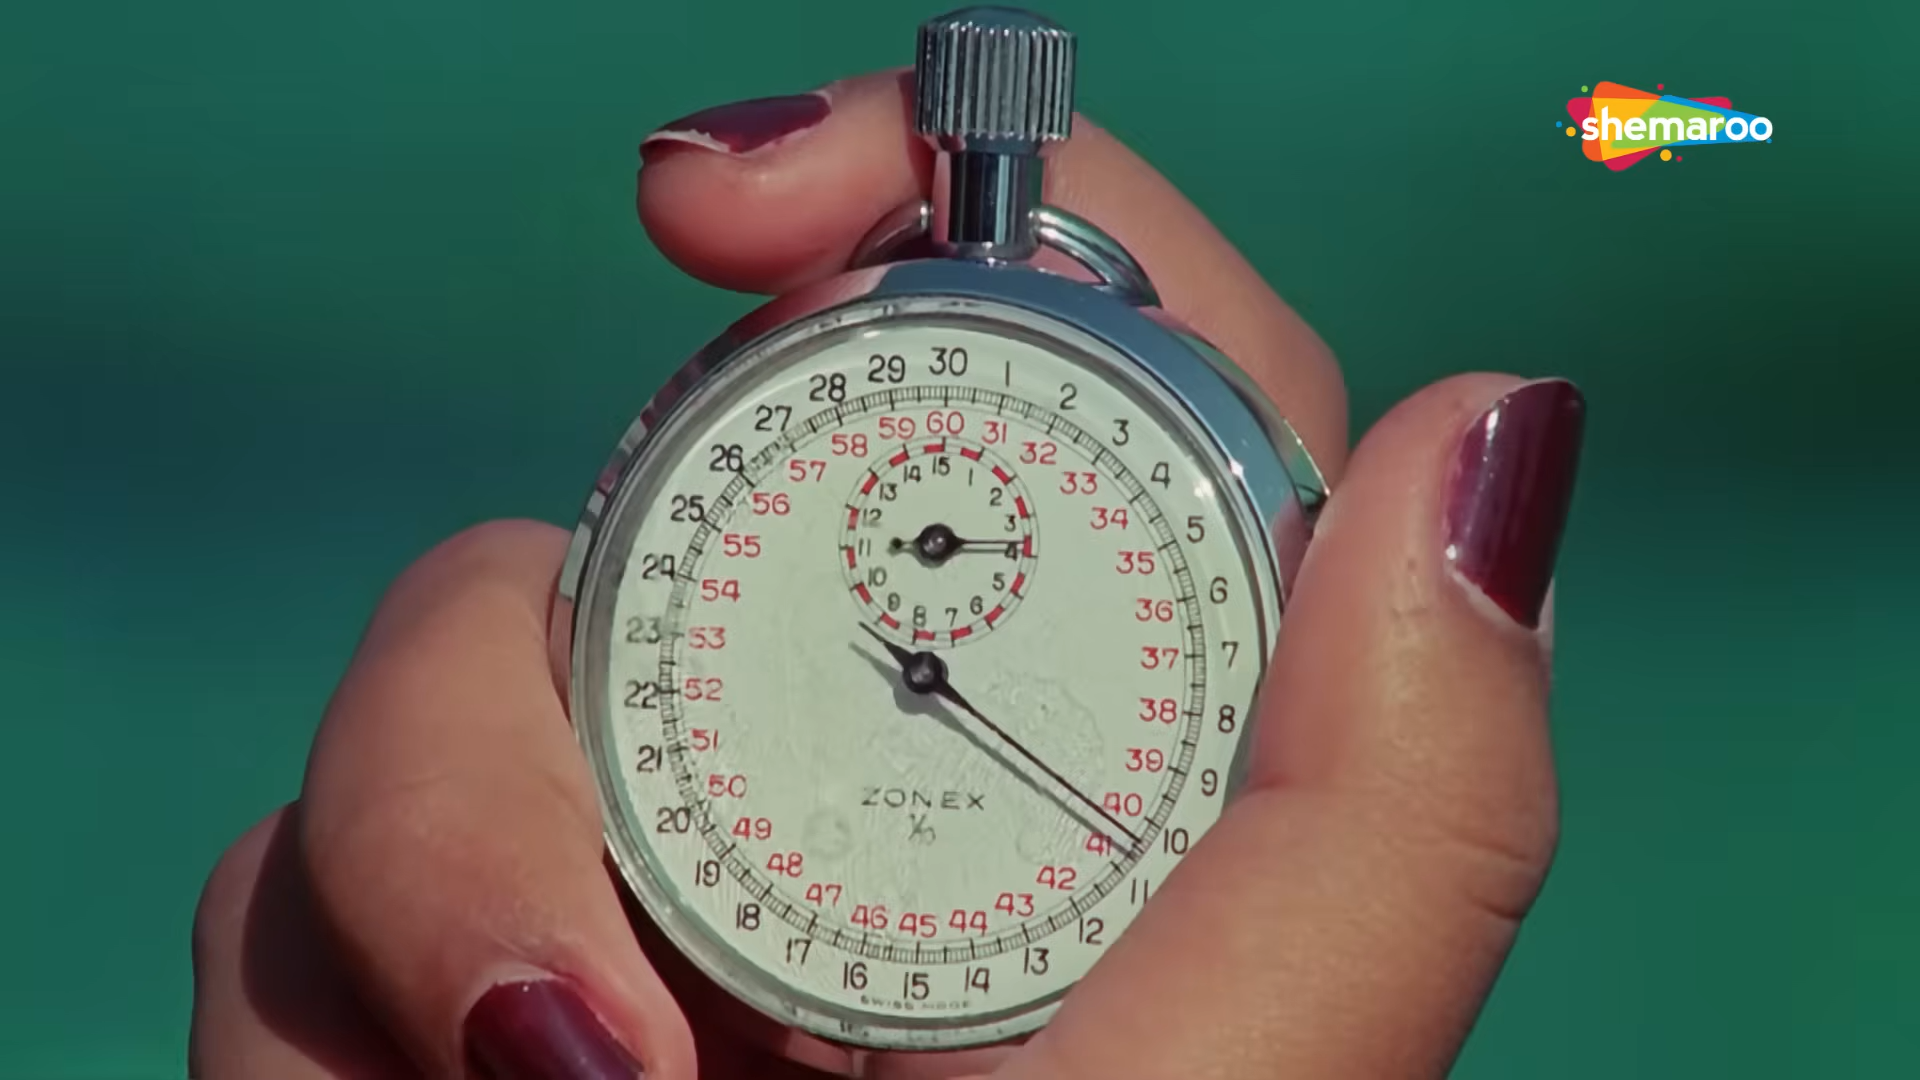 shemaroo
30 1 2 3 4 5 6 7 8 9 10 11 12 13 14 15 16 17 18 19 20 21 22 23 24 25 26 27 28 29
60 31 32 33 34 35 36 37 38 39 40 41 42 43 44 45 46 47 48 49 50 51 52 53 54 55 56 57 58 59
15 1 2 3 4 5 6 7 8 9 10 11 12 13 14
ZONEX
1/10
SWISS MADE